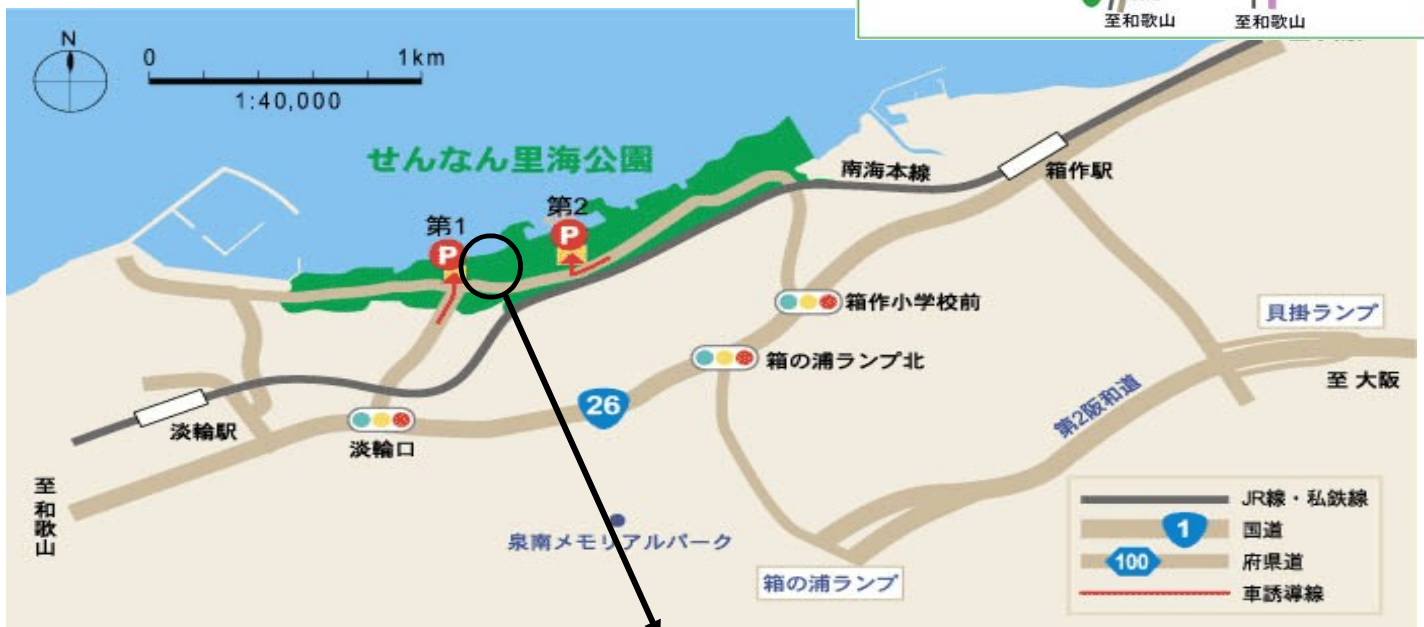 至和歌山
至和歌山
N
0
1km
1:40,000
せんなん里海公園
第1
P
第2
P
南海本線
箱作駅
箱作小学校前
箱の浦ランプ北
貝掛ランプ
至 大阪
第2阪和道
26
淡輪駅
淡輪口
至和歌山
泉南メモリアルパーク
箱の浦ランプ
JR線・私鉄線
1
国道
100
府県道
車誘導線